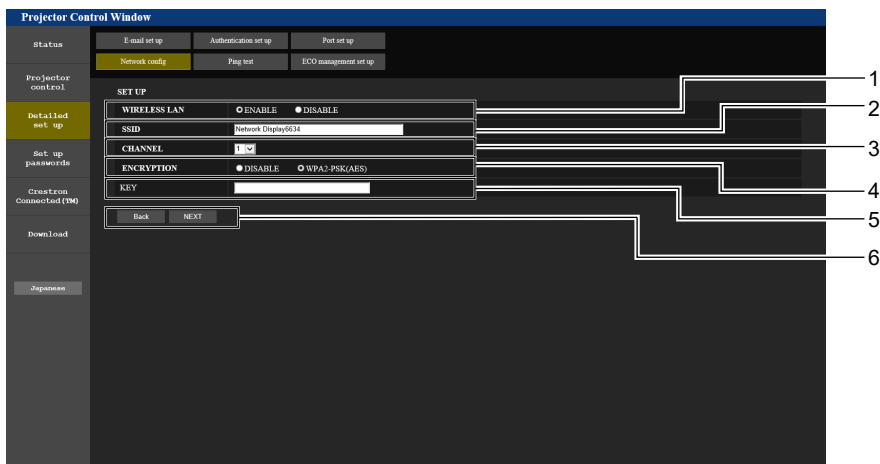 Projector Control Window
Status
E-mail set up
Authentication set up
Port set up
Network config
Ping test
ECO management set up
Projector
control
Detailed
set up
Set up
passwords
Crestron
Connected(TM)
Download
Japanese
SET UP
WIRELESS LAN ENABLE DISABLE
SSID Network Display6634
CHANNEL 1
ENCRYPTION DISABLE WPA2-PSK(AES)
KEY
Back NEXT
1
2
3
4
5
6